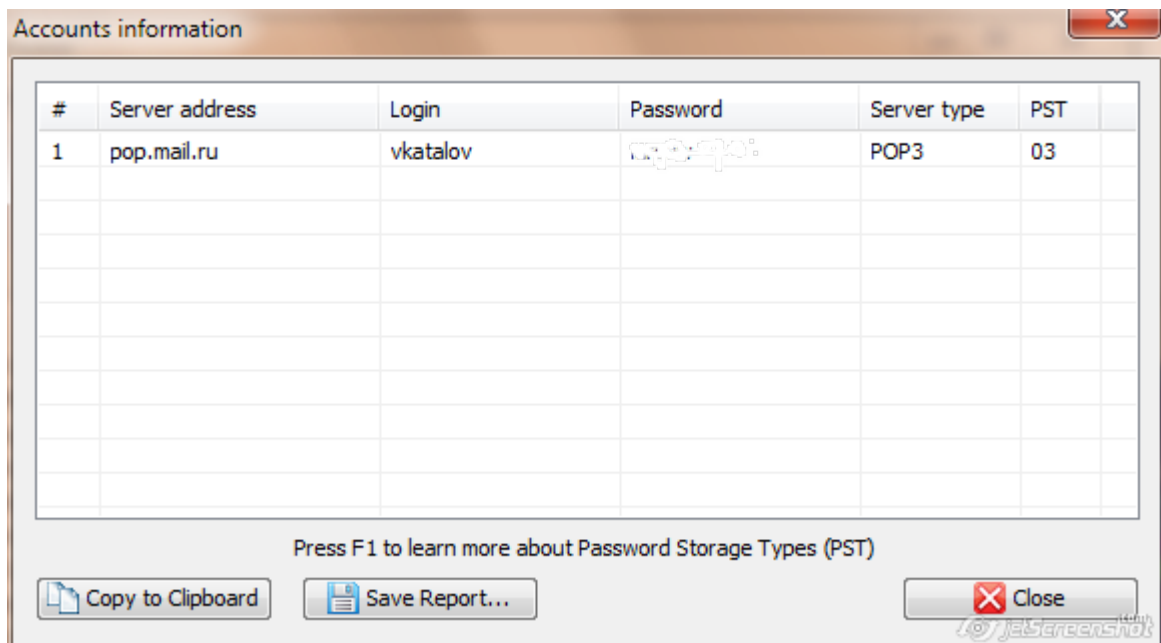 Accounts information
# Server address Login Password Server type PST
1 pop.mail.ru vkatalov POP3 03
Press F1 to learn more about Password Storage Types (PST)
Copy to Clipboard Save Report... Close
jetScreenshot .com